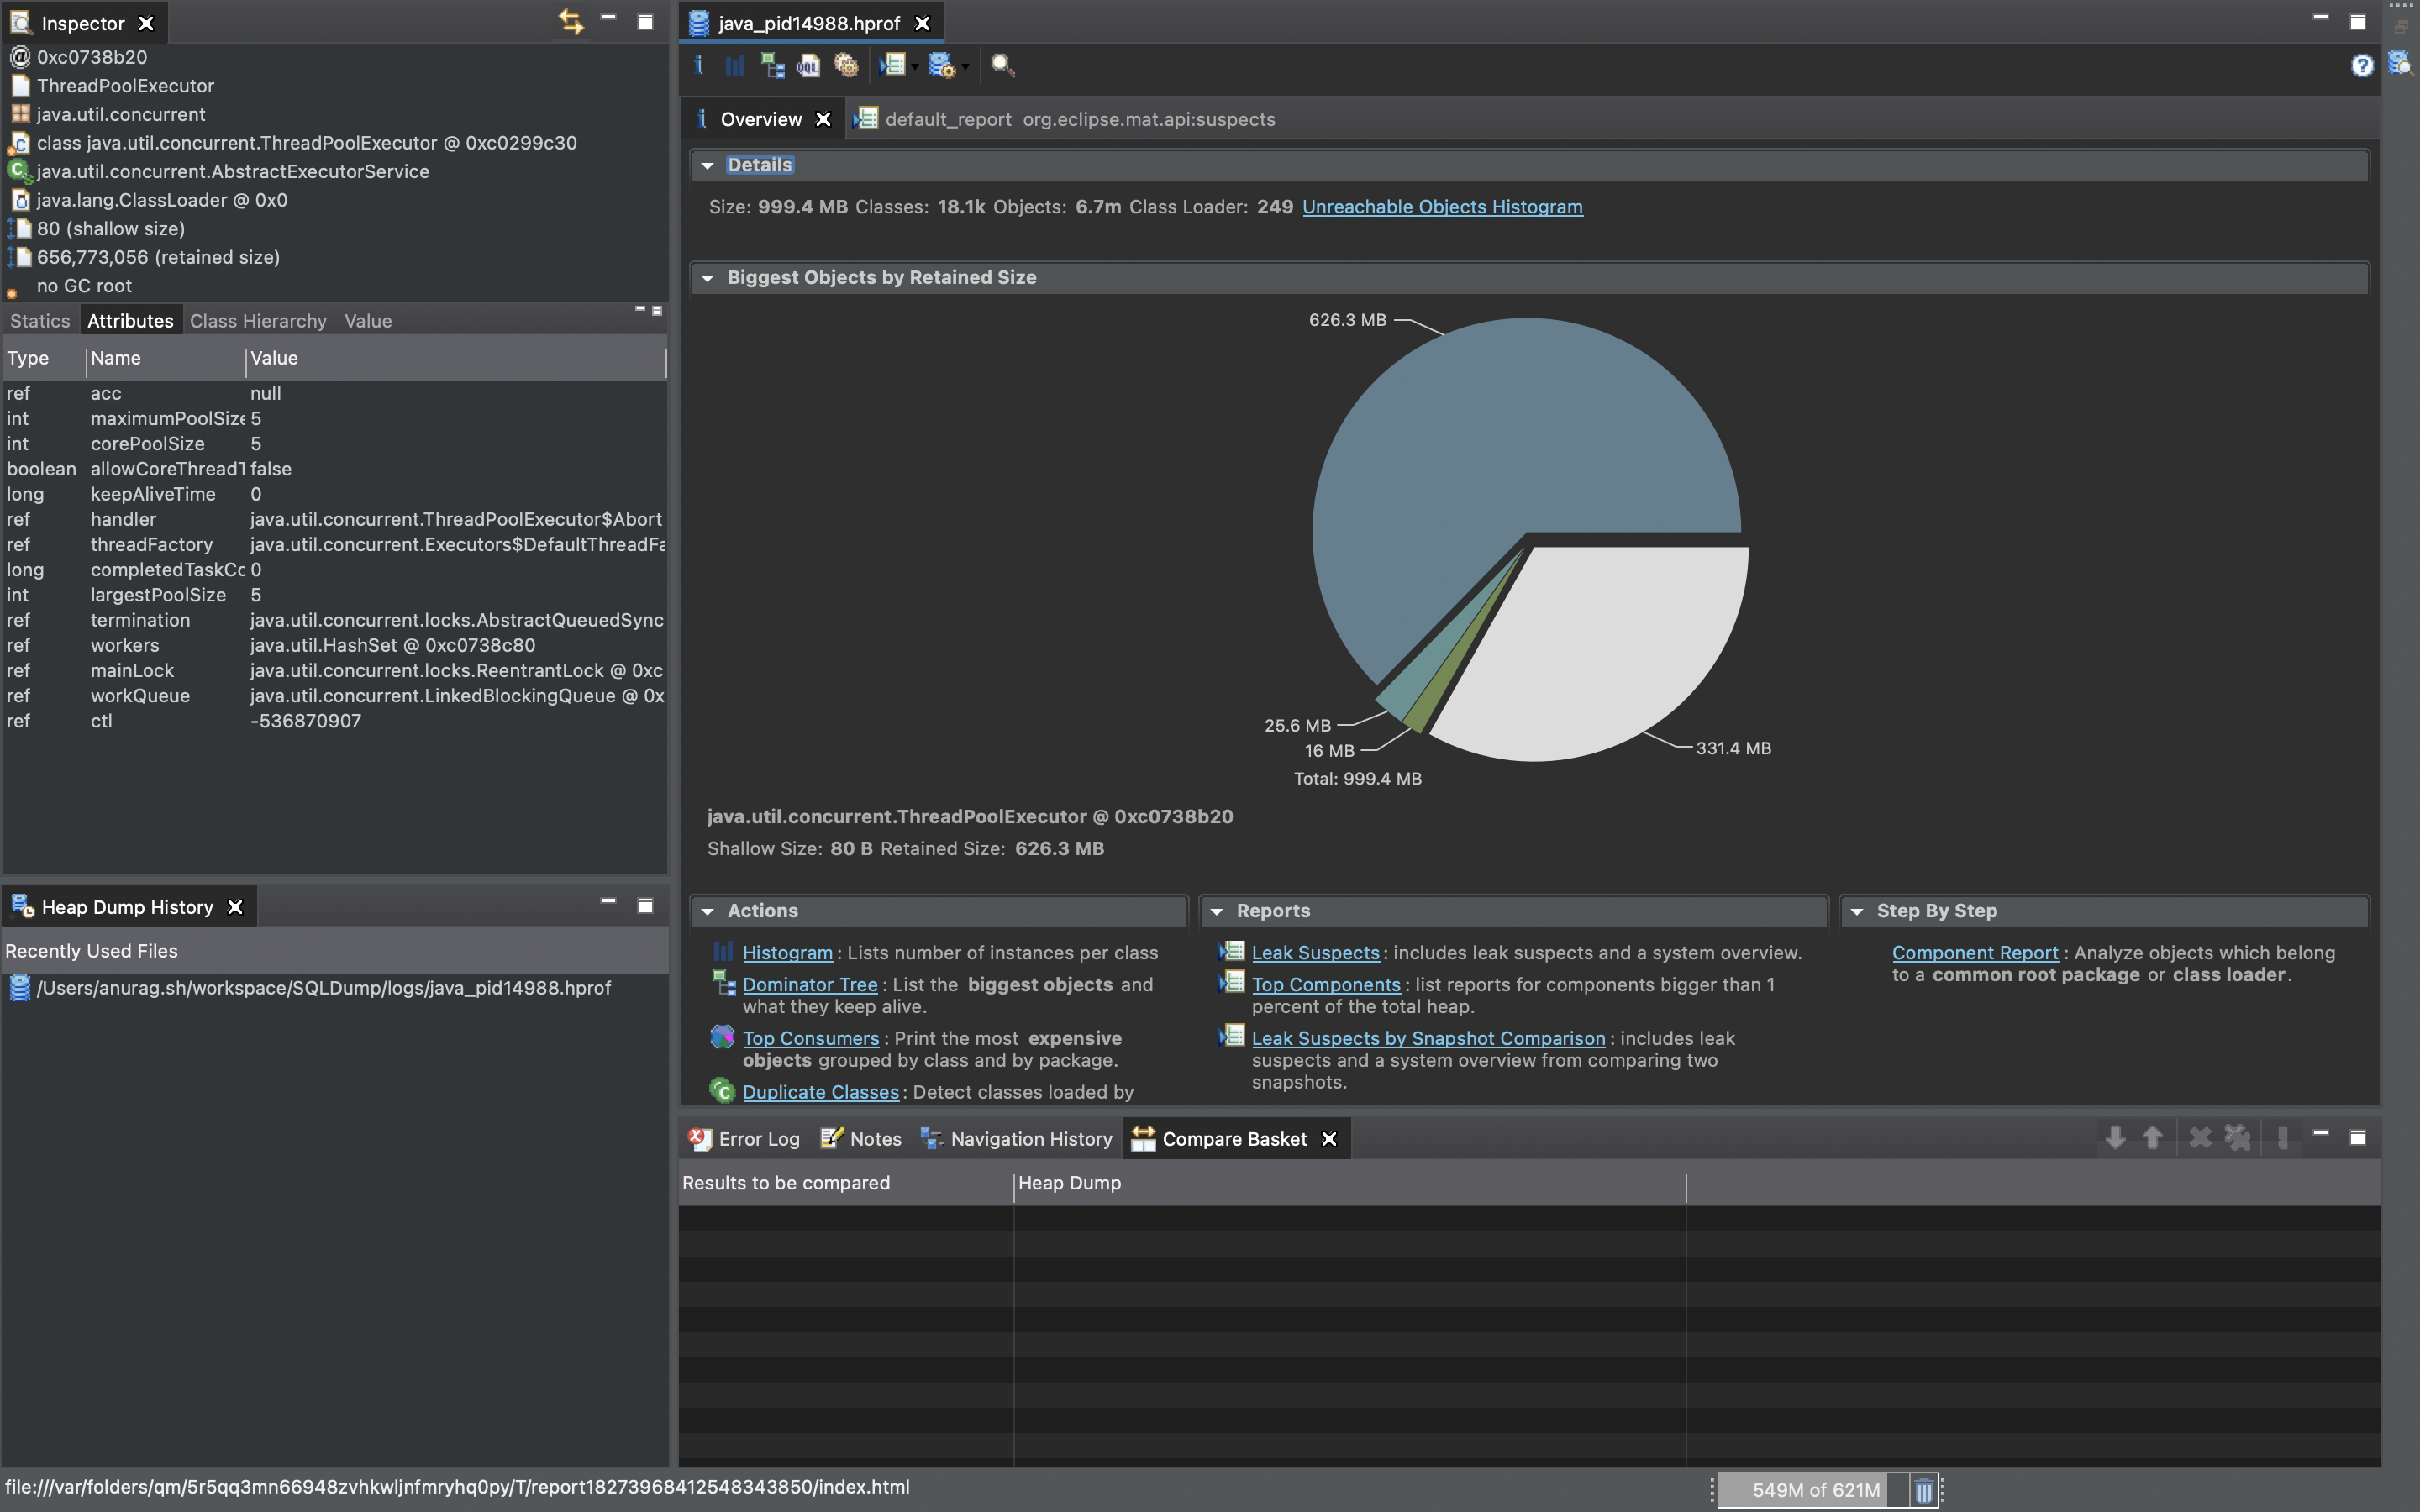 Inspector
0xc0738b20
ThreadPoolExecutor
java.util.concurrent
class java.util.concurrent.ThreadPoolExecutor @ 0xc0299c30
java.util.concurrent.AbstractExecutorService
java.lang.ClassLoader @ 0x0
80 (shallow size)
656,773,056 (retained size)
no GC root
Statics Attributes Class Hierarchy Value
Type Name Value
ref acc null
int maximumPoolSize 5
int corePoolSize 5
boolean allowCoreThreadT false
long keepAliveTime 0
ref handler java.util.concurrent.ThreadPoolExecutor$Abort
ref threadFactory java.util.concurrent.Executors$DefaultThreadFa
long completedTaskCo 0
int largestPoolSize 5
ref termination java.util.concurrent.locks.AbstractQueuedSync
ref workers java.util.HashSet @ 0xc0738c80
ref mainLock java.util.concurrent.locks.ReentrantLock @ 0xc
ref workQueue java.util.concurrent.LinkedBlockingQueue @ 0x
ref ctl -536870907
Heap Dump History
Recently Used Files
/Users/anurag.sh/workspace/SQLDump/logs/java_pid14988.hprof
java_pid14988.hprof
i OQL
i Overview default_report org.eclipse.mat.api:suspects
Details
Size: 999.4 MB Classes: 18.1k Objects: 6.7m Class Loader: 249 Unreachable Objects Histogram
Biggest Objects by Retained Size
626.3 MB
25.6 MB
16 MB
331.4 MB
Total: 999.4 MB
java.util.concurrent.ThreadPoolExecutor @ 0xc0738b20
Shallow Size: 80 B Retained Size: 626.3 MB
Actions
Histogram : Lists number of instances per class
Dominator Tree : List the biggest objects and
what they keep alive.
Top Consumers : Print the most expensive
objects grouped by class and by package.
Duplicate Classes : Detect classes loaded by
Reports
Leak Suspects : includes leak suspects and a system overview.
Top Components : list reports for components bigger than 1
percent of the total heap.
Leak Suspects by Snapshot Comparison : includes leak
suspects and a system overview from comparing two
snapshots.
Step By Step
Component Report : Analyze objects which belong
to a common root package or class loader.
Error Log Notes Navigation History Compare Basket
Results to be compared Heap Dump
file:///var/folders/qm/5r5qq3mn66948zvhkwljnfmryhq0py/T/report18273968412548343850/index.html
549M of 621M